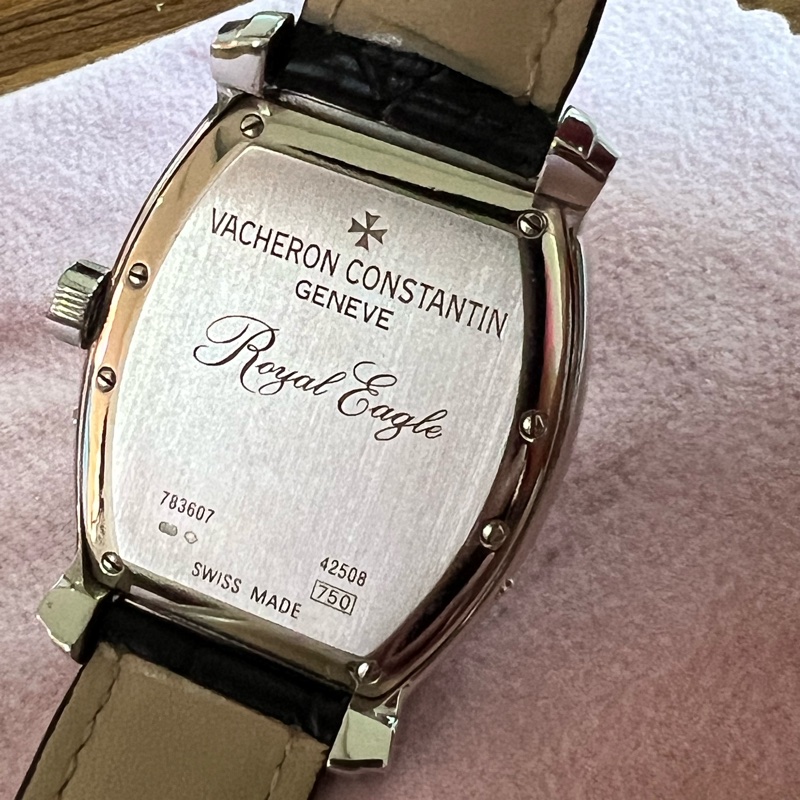 VACHERON CONSTANTIN
GENEVE
Royal Eagle
783607
42508
750
SWISS MADE